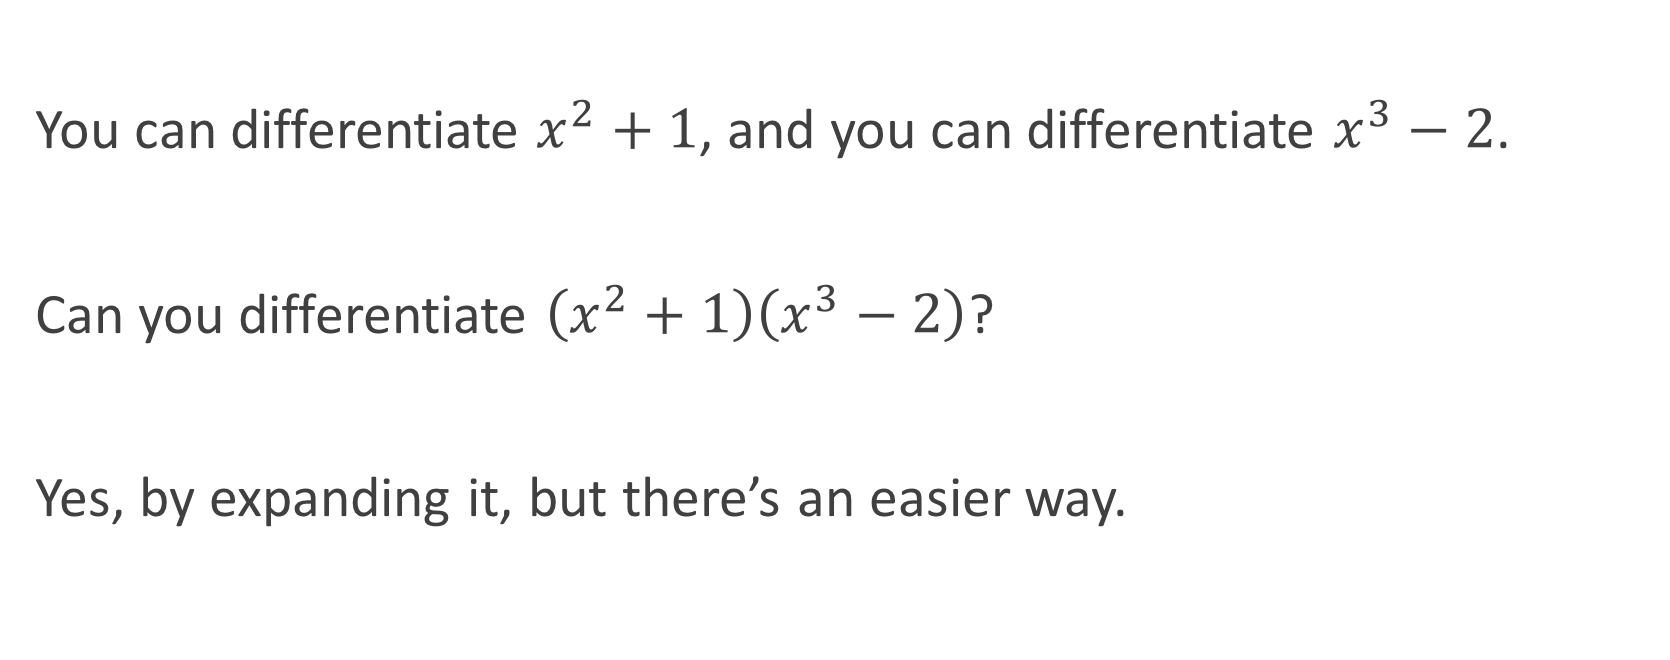 You can differentiate x² + 1, and you can differentiate x³ − 2.
Can you differentiate (x² + 1)(x³ − 2)?
Yes, by expanding it, but there’s an easier way.